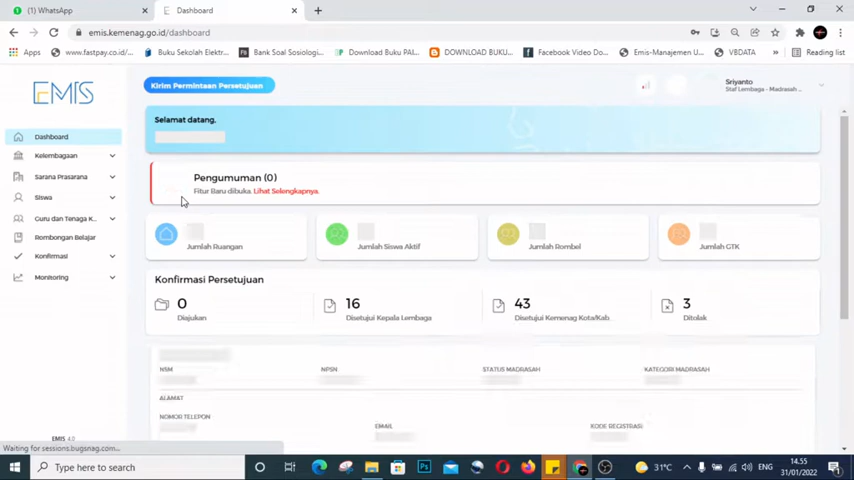 WhatsApp
Dashboard
emis.kemenag.go.id/dashboard
Apps
www.fastpay.co.id/...
Buku Sekolah Elektr...
Bank Soal Sosiologi...
Download Buku PAI...
DOWNLOAD BUKU...
Facebook Video Do...
Emis-Manajemen U...
VBDATA
»
Reading list
EMIS
Kirim Permintaan Persetujuan
Sriyanto
Staf Lembaga - Madrasah ...
Dashboard
Kelembagaan
Sarana Prasarana
Siswa
Guru dan Tenaga K...
Rombongan Belajar
Konfirmasi
Monitoring
Selamat datang,
Pengumuman (0)
Fitur Baru dibuka. Lihat Selengkapnya.
Jumlah Ruangan
Jumlah Siswa Aktif
Jumlah Rombel
Jumlah GTK
Konfirmasi Persetujuan
0
Diajukan
16
Disetujui Kepala Lembaga
43
Disetujui Kemenag Kota/Kab.
3
Ditolak
NSM
NPSN
STATUS MADRASAH
KATEGORI MADRASAH
ALAMAT
NOMOR TELEPON
EMAIL
KODE REGISTRASI
EMIS 4.0
Waiting for sessions.bugsnag.com...
Type here to search
Ps
31°C
ENG
14.55
31/01/2022